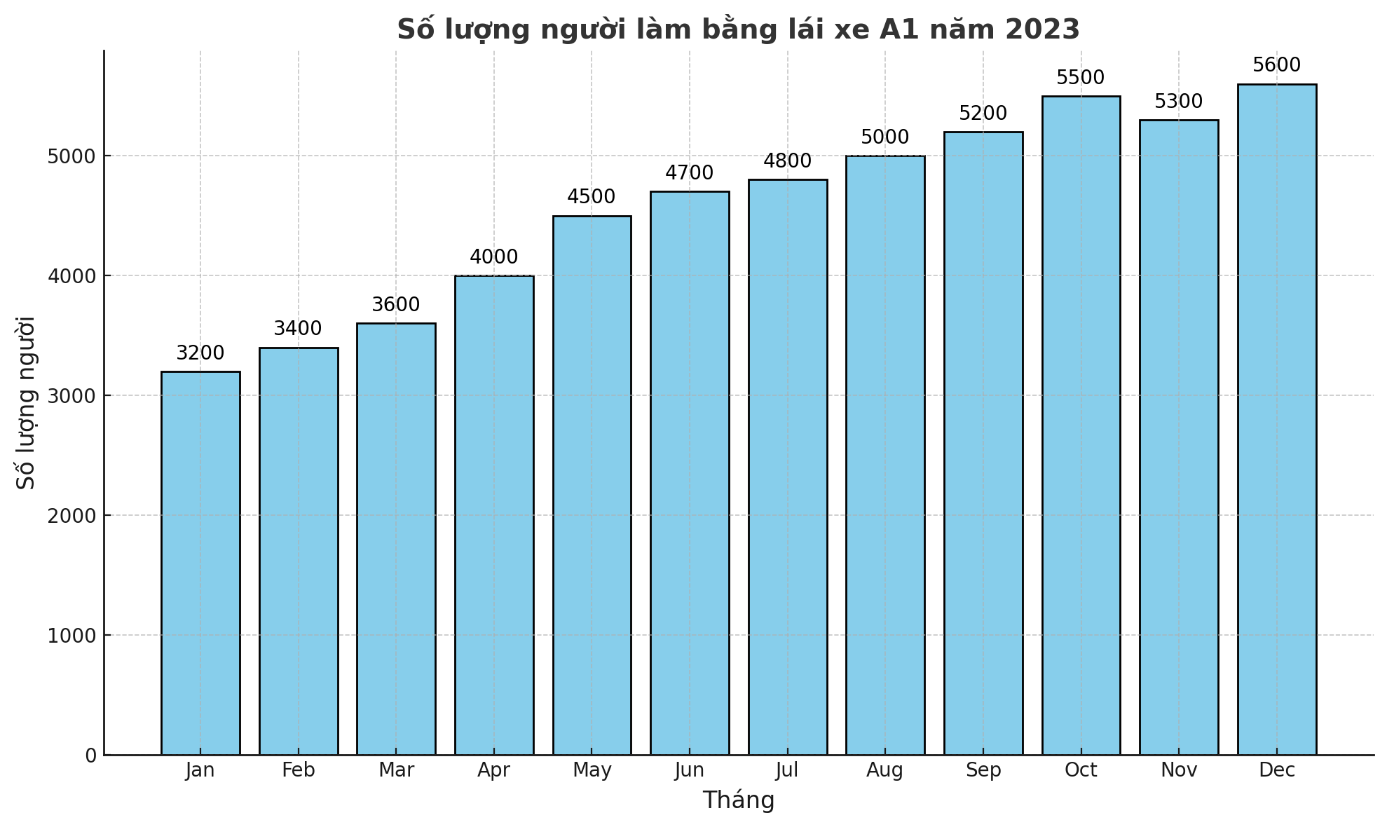 Số lượng người làm bằng lái xe A1 năm 2023
Số lượng người
5000
4000
3000
2000
1000
0
3200
3400
3600
4000
4500
4700
4800
5000
5200
5500
5300
5600
Jan
Feb
Mar
Apr
May
Jun
Jul
Aug
Sep
Oct
Nov
Dec
Tháng